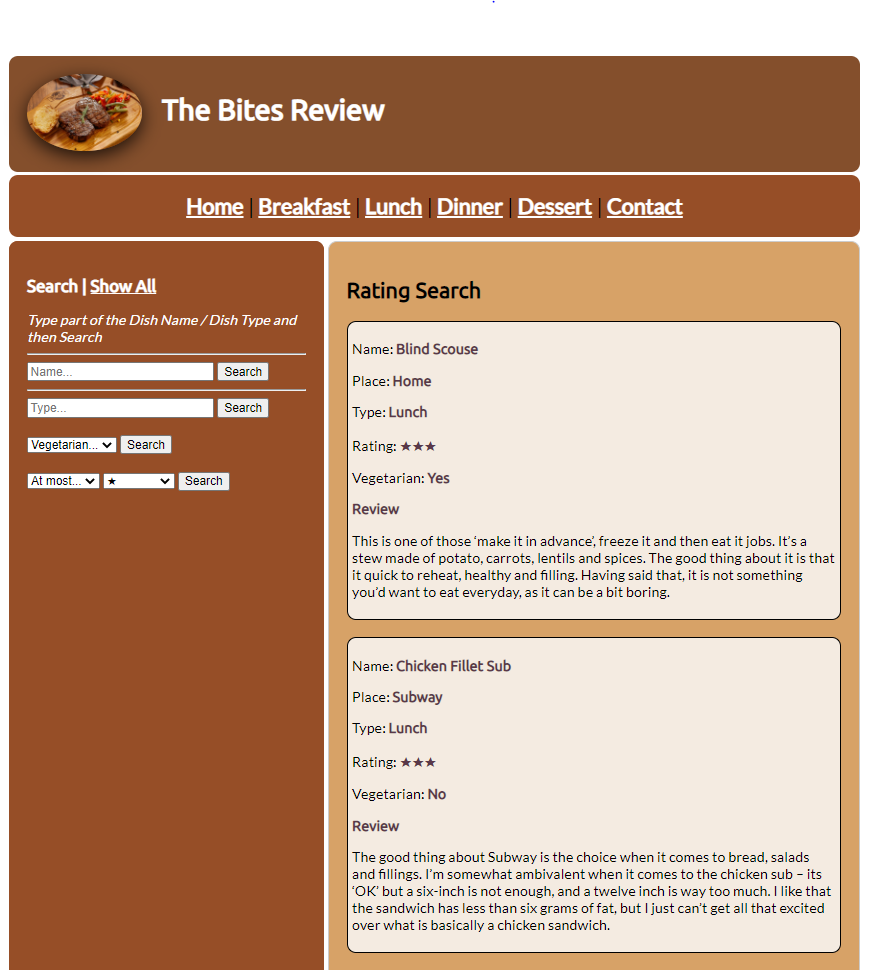 The Bites Review
Home | Breakfast | Lunch | Dinner | Dessert | Contact
Search | Show All
Type part of the Dish Name / Dish Type and
then Search
Name... Search
Type... Search
Vegetarian... Search
At most... ★ Search
Rating Search
Name: Blind Scouse
Place: Home
Type: Lunch
Rating: ★★★
Vegetarian: Yes
Review
This is one of those ‘make it in advance’, freeze it and then eat it jobs. It’s a
stew made of potato, carrots, lentils and spices. The good thing about it is that
it quick to reheat, healthy and filling. Having said that, it is not something
you’d want to eat everyday, as it can be a bit boring.
Name: Chicken Fillet Sub
Place: Subway
Type: Lunch
Rating: ★★★
Vegetarian: No
Review
The good thing about Subway is the choice when it comes to bread, salads
and fillings. I’m somewhat ambivalent when it comes to the chicken sub – its
‘OK’ but a six-inch is not enough, and a twelve inch is way too much. I like that
the sandwich has less than six grams of fat, but I just can’t get all that excited
over what is basically a chicken sandwich.